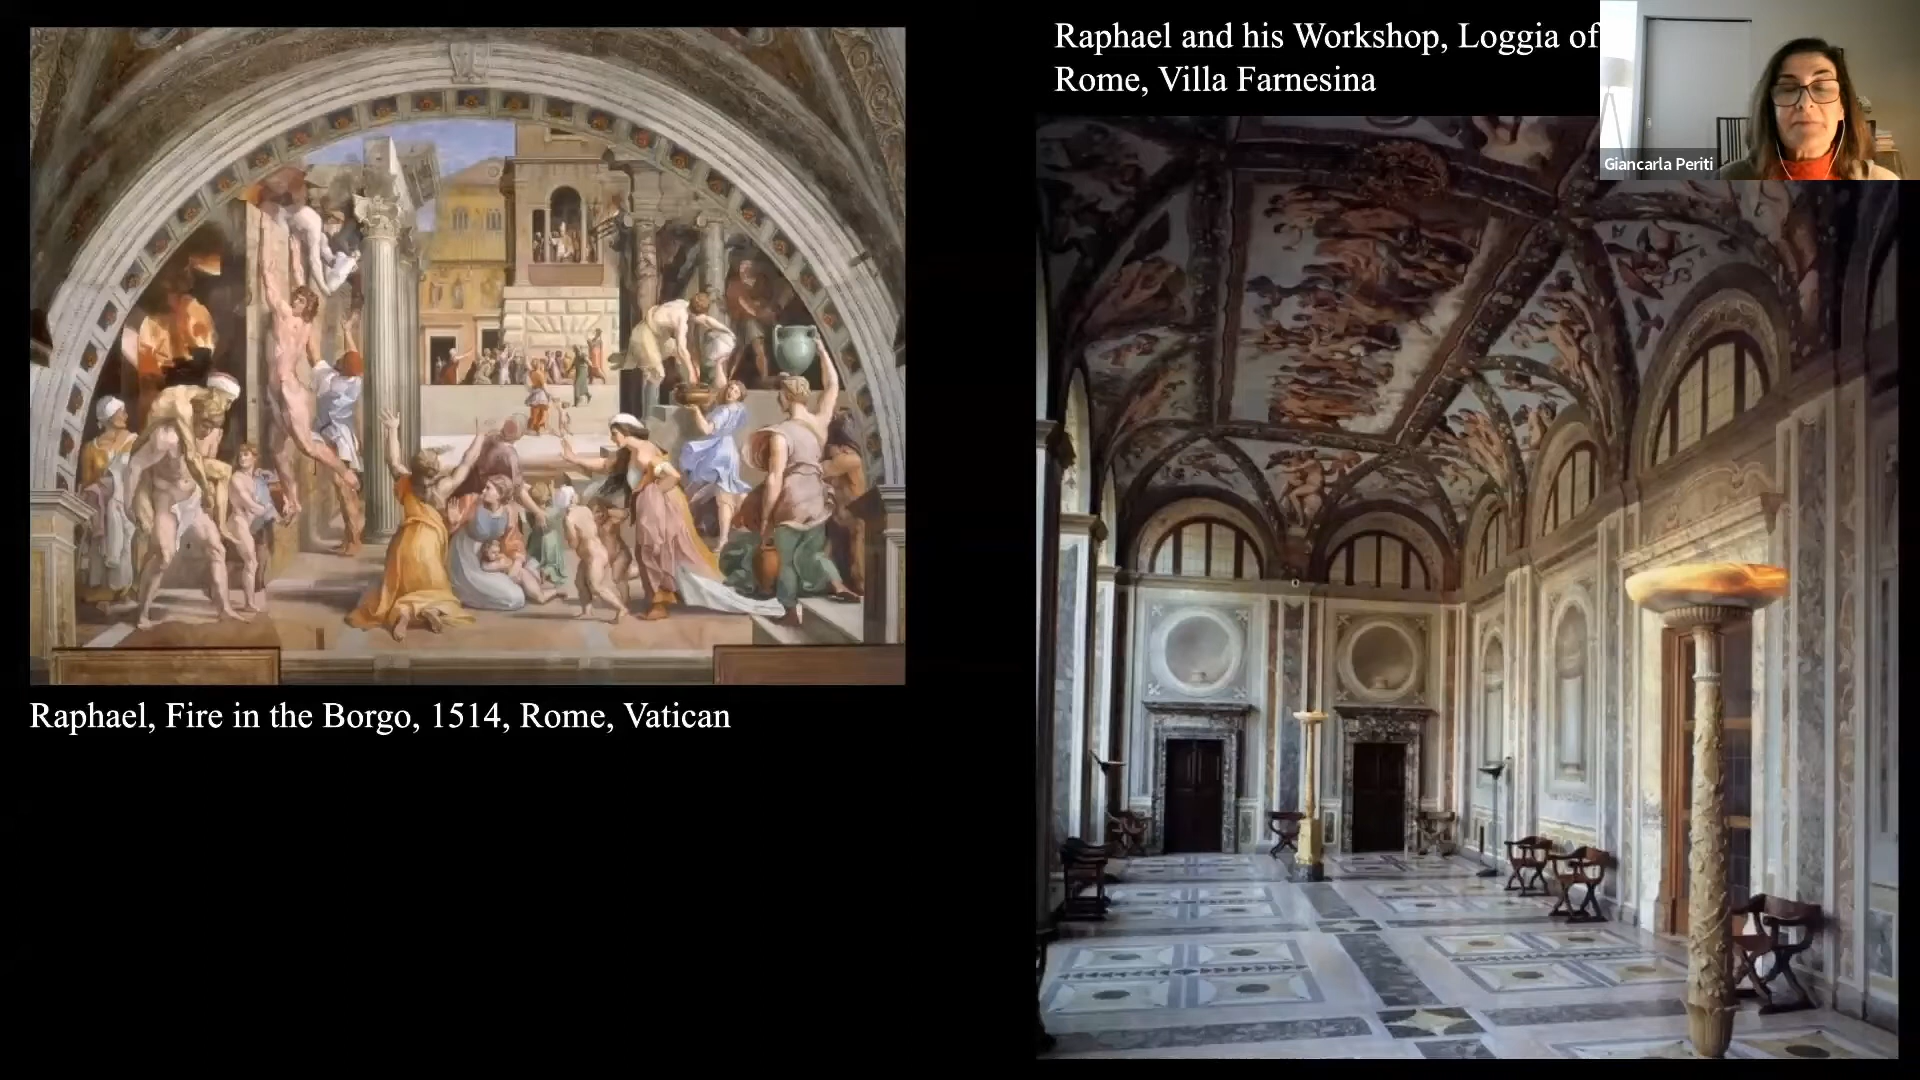 Raphael and his Workshop, Loggia of
Rome, Villa Farnesina
Giancarla Periti
Raphael, Fire in the Borgo, 1514, Rome, Vatican